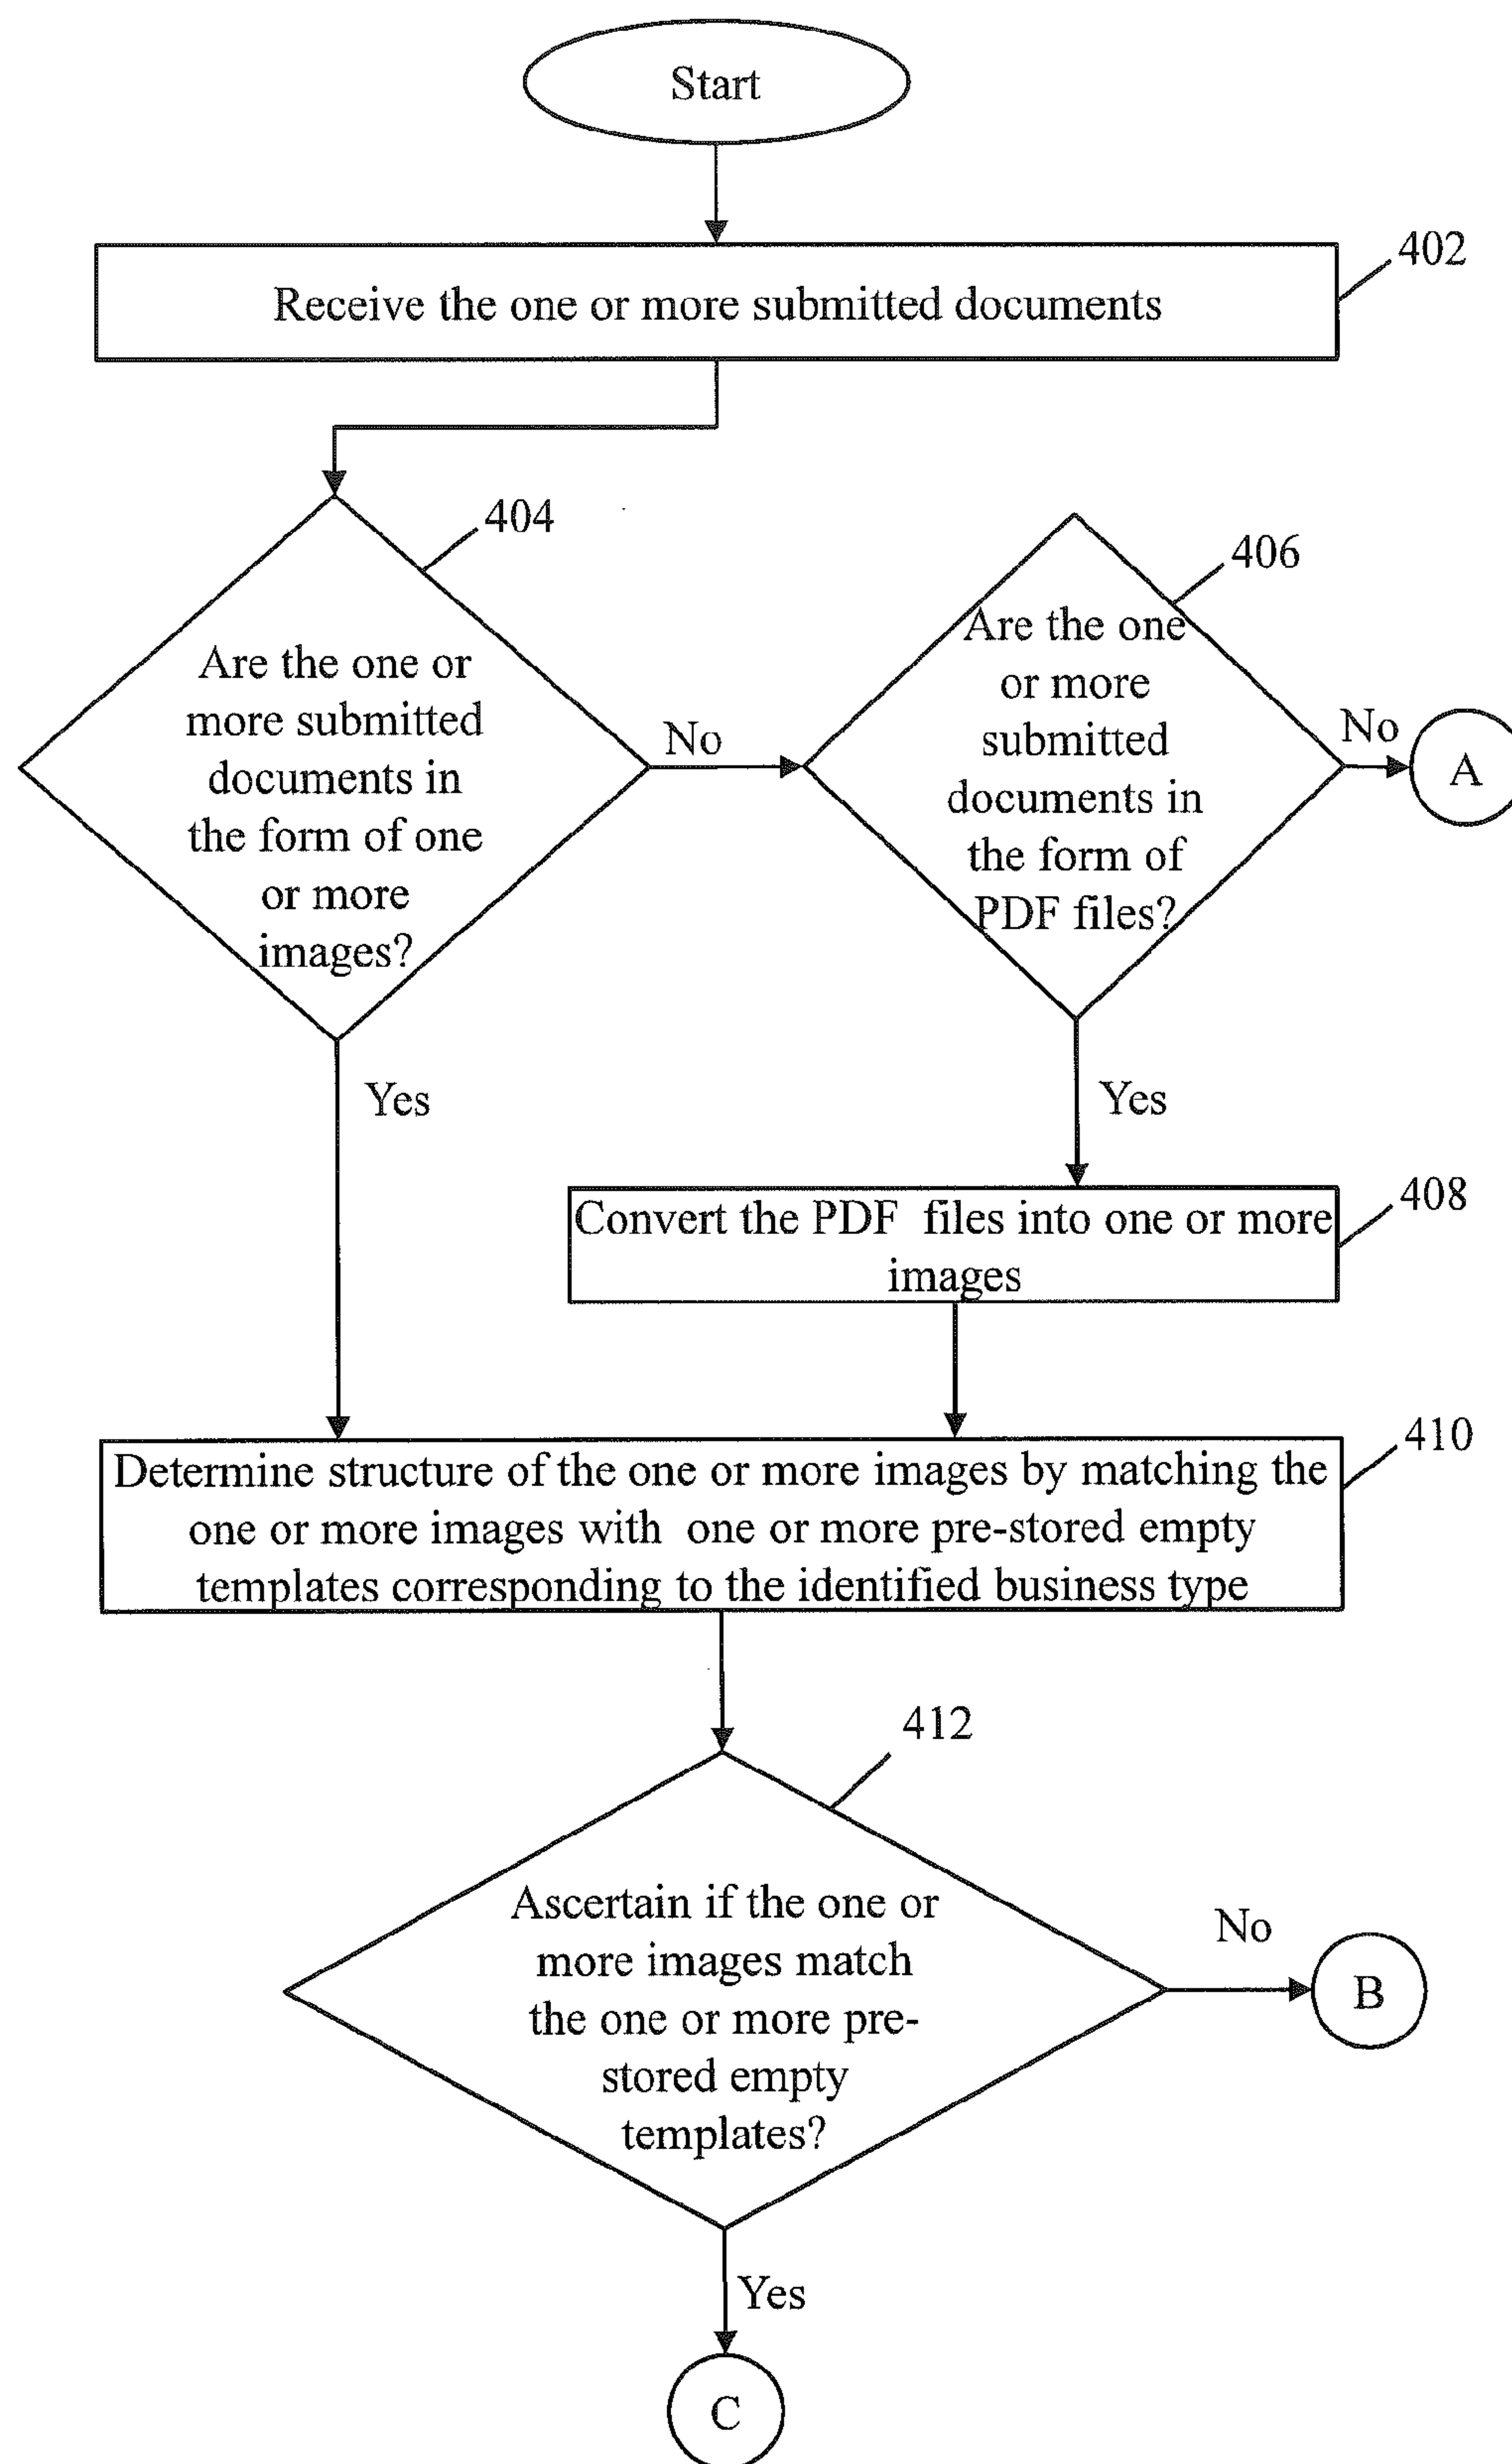 Start
402
Receive the one or more submitted documents
404
Are the one or
more submitted
documents in
the form of one
or more
images?
No
406
Are the one
or more
submitted
documents in
the form of
PDF files?
No
A
Yes
Yes
408
Convert the PDF files into one or more
images
410
Determine structure of the one or more images by matching the
one or more images with one or more pre-stored empty
templates corresponding to the identified business type
412
Ascertain if the one or
more images match
the one or more pre-
stored empty
templates?
No
B
Yes
C